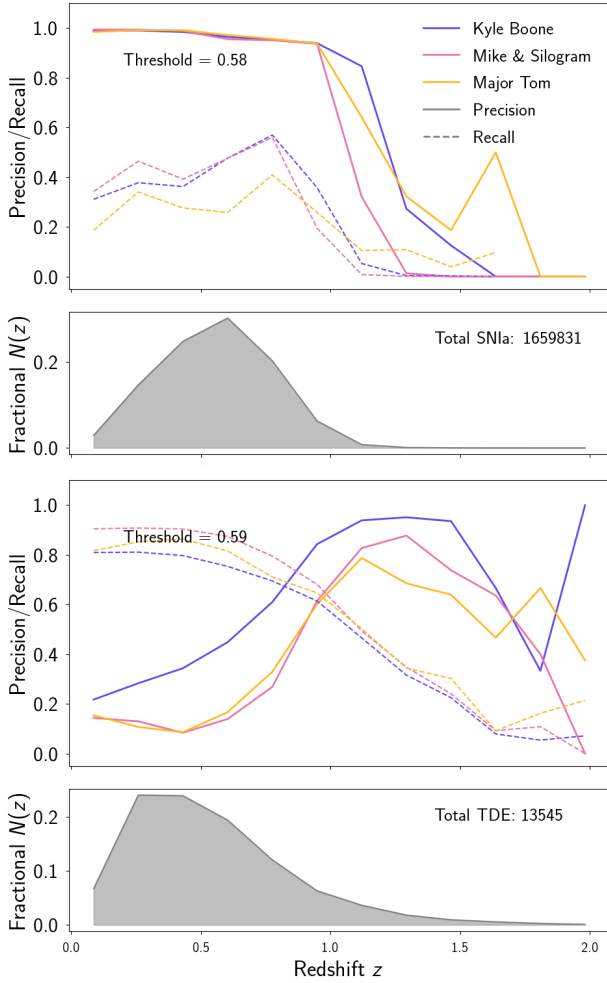 1.0
0.8
0.6
0.4
0.2
0.0
Precision/Recall
Threshold = 0.58
Kyle Boone
Mike & Silogram
Major Tom
Precision
Recall
0.2
0.0
Fractional N(z)
Total SNIa: 1659831
1.0
0.8
0.6
0.4
0.2
0.0
Precision/Recall
Threshold = 0.59
0.2
0.1
0.0
Fractional N(z)
Total TDE: 13545
0.0 0.5 1.0 1.5 2.0
Redshift z